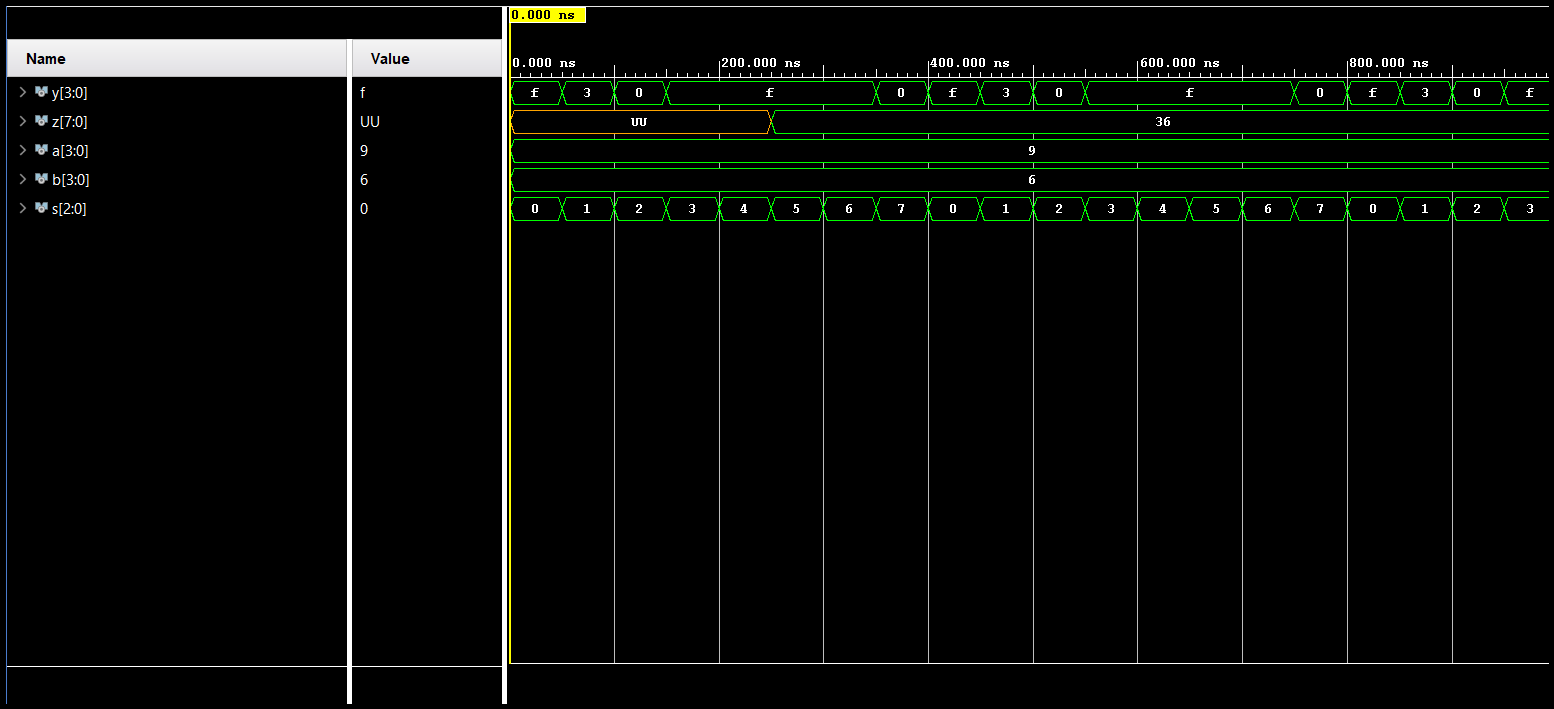 0.000 ns
Name Value
0.000 ns 200.000 ns 400.000 ns 600.000 ns 800.000 ns
y[3:0] f f 3 0 f 0 f 3 0 f 0 f 3 0 f
z[7:0] UU UU 36
a[3:0] 9 9
b[3:0] 6 6
s[2:0] 0 0 1 2 3 4 5 6 7 0 1 2 3 4 5 6 7 0 1 2 3